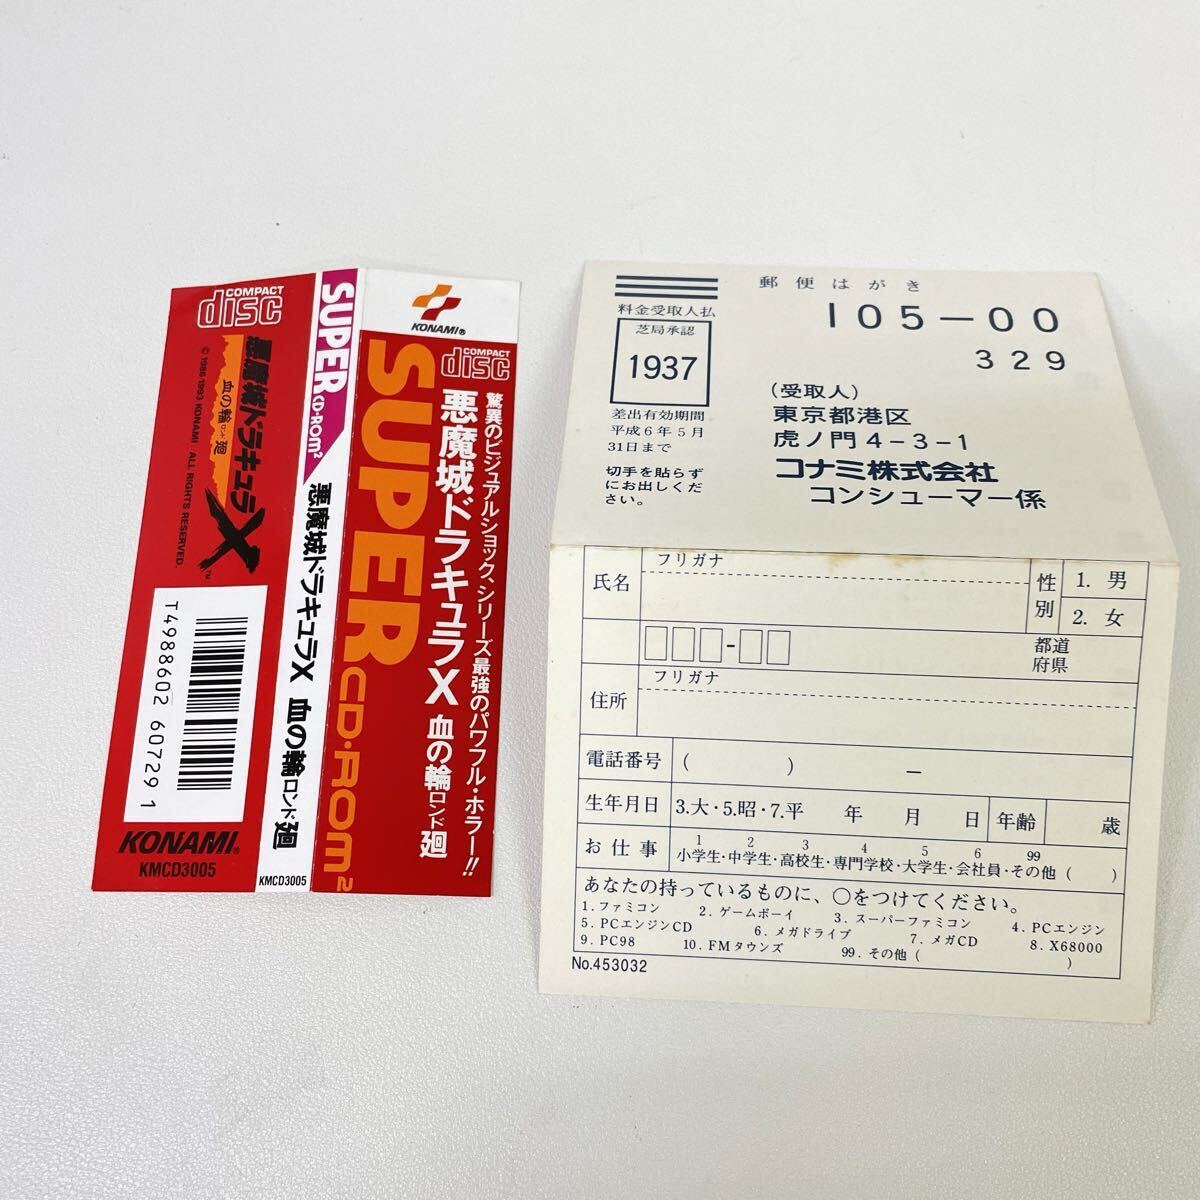 COMPACT
disc
悪魔城ドラキュラX
血の輪ロンド廻
TM
© 1986 1993 KONAMI ALL RIGHTS RESERVED.
T4988602 607291
KONAMI®
KMCD3005
SUPER CD-ROM²
悪魔城ドラキュラX 血の輪ロンド廻
KMCD3005
KONAMI®
COMPACT
disc
SUPER CD・ROM²
驚異のビジュアルショック、シリーズ最強のパワフル・ホラー!!
悪魔城ドラキュラX 血の輪ロンド廻
郵便はがき
料金受取人払
芝局承認
1937
差出有効期間
平成6年5月
31日まで
切手を貼らず
にお出しくだ
さい。
105-00
329
(受取人)
東京都港区
虎ノ門4-3-1
コナミ株式会社
コンシューマー係
フリガナ
氏名
性別
1. 男
2. 女
都道
府県
フリガナ
住所
電話番号 ( ) −
生年月日 3.大・5.昭・7.平 年 月 日 年齢 歳
お仕事 1 2 3 4 5 6 99
小学生・中学生・高校生・専門学校・大学生・会社員・その他( )
あなたの持っているものに、○をつけてください。
1. ファミコン 2. ゲームボーイ 3. スーパーファミコン 4. PCエンジン
5. PCエンジンCD 6. メガドライブ 7. メガCD 8. X68000
9. PC98 10. FMタウンズ 99. その他( )
No.453032